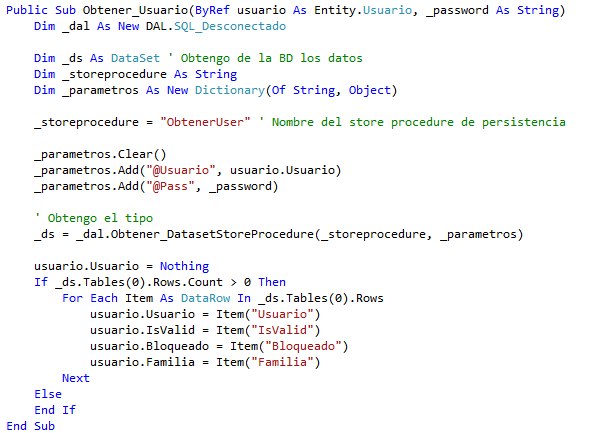 Public Sub Obtener_Usuario(ByRef usuario As Entity.Usuario, _password As String)
    Dim _dal As New DAL.SQL_Desconectado

    Dim _ds As DataSet ' Obtengo de la BD los datos
    Dim _storeprocedure As String
    Dim _parametros As New Dictionary(Of String, Object)

    _storeprocedure = "ObtenerUser" ' Nombre del store procedure de persistencia

    _parametros.Clear()
    _parametros.Add("@Usuario", usuario.Usuario)
    _parametros.Add("@Pass", _password)

    ' Obtengo el tipo
    _ds = _dal.Obtener_DatasetStoreProcedure(_storeprocedure, _parametros)

    usuario.Usuario = Nothing
    If _ds.Tables(0).Rows.Count > 0 Then
        For Each Item As DataRow In _ds.Tables(0).Rows
            usuario.Usuario = Item("Usuario")
            usuario.IsValid = Item("IsValid")
            usuario.Bloqueado = Item("Bloqueado")
            usuario.Familia = Item("Familia")
        Next
    Else
    End If
End Sub